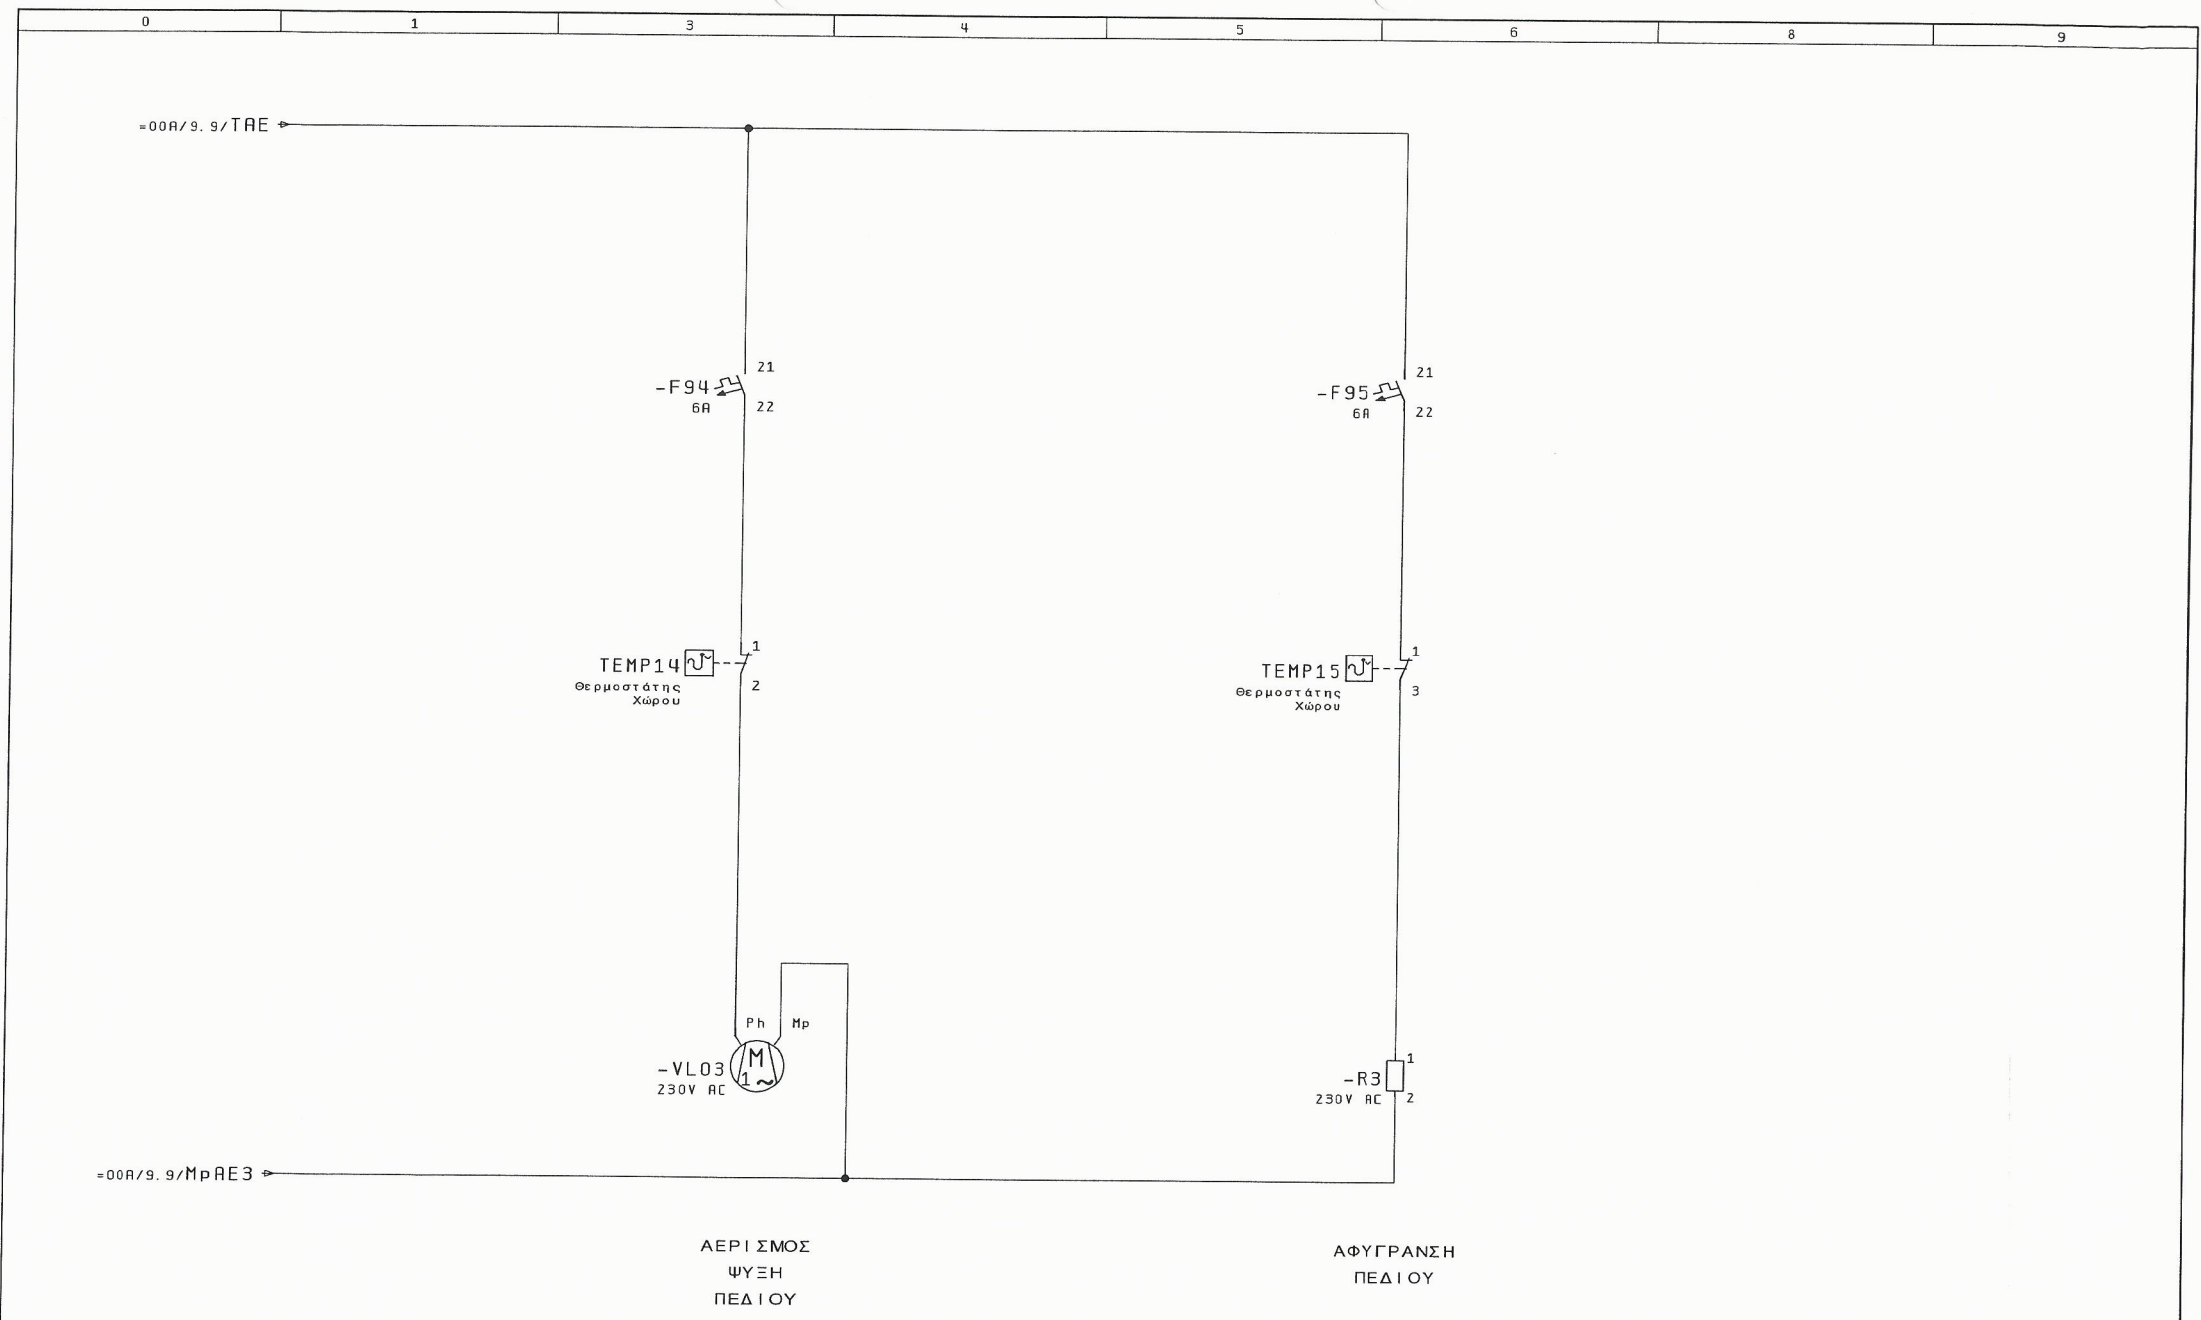 0 1 3 4 5 6 8 9
=00A/9.9/TAE
21
-F94
6A
22
21
-F95
6A
22
1
TEMP14
2
Θερμοστάτης
Χώρου
1
TEMP15
3
Θερμοστάτης
Χώρου
Ph Mp
M
1~
-VL03
230V AC
1
-R3
230V AC
2
=00A/9.9/MpAE3
ΑΕΡΙΣΜΟΣ
ΨΥΞΗ
ΠΕΔΙΟΥ
ΑΦΥΓΡΑΝΣΗ
ΠΕΔΙΟΥ